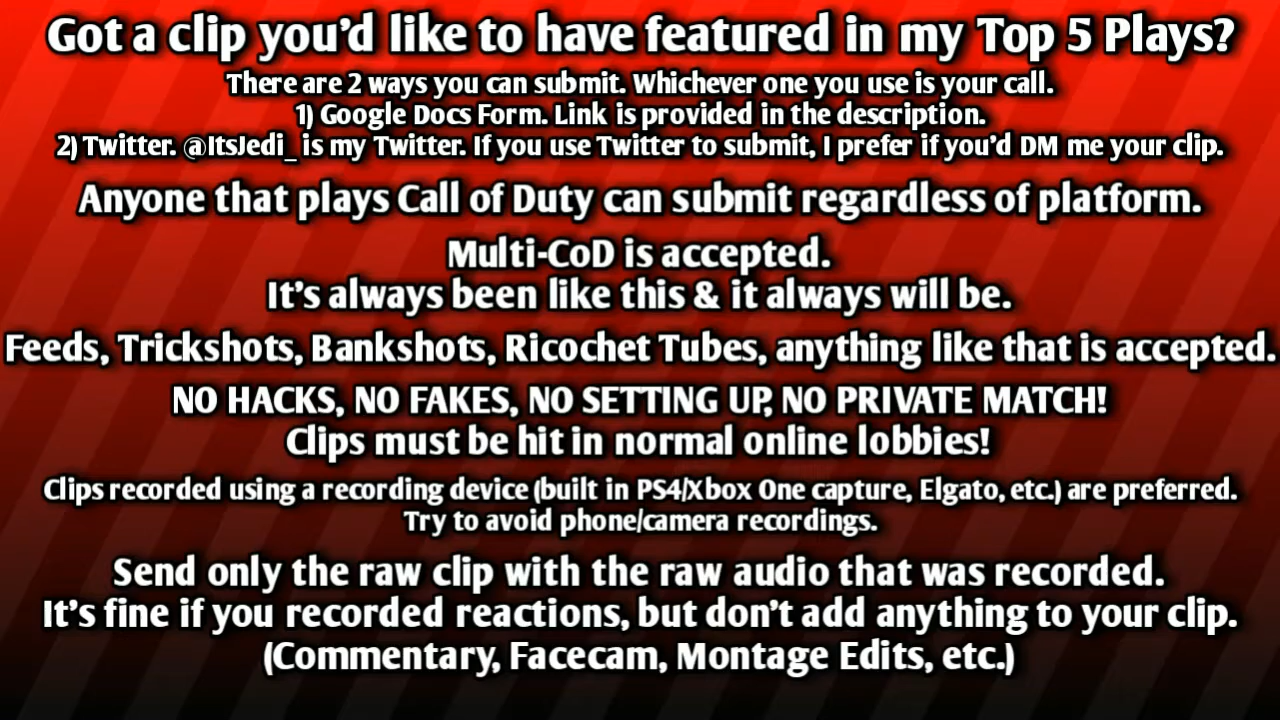 Got a clip you'd like to have featured in my Top 5 Plays?
There are 2 ways you can submit. Whichever one you use is your call.
1) Google Docs Form. Link is provided in the description.
2) Twitter. @ItsJedi_ is my Twitter. If you use Twitter to submit, I prefer if you'd DM me your clip.
Anyone that plays Call of Duty can submit regardless of platform.
Multi-CoD is accepted.
It's always been like this & it always will be.
Feeds, Trickshots, Bankshots, Ricochet Tubes, anything like that is accepted.
NO HACKS, NO FAKES, NO SETTING UP, NO PRIVATE MATCH!
Clips must be hit in normal online lobbies!
Clips recorded using a recording device (built in PS4/Xbox One capture, Elgato, etc.) are preferred.
Try to avoid phone/camera recordings.
Send only the raw clip with the raw audio that was recorded.
It's fine if you recorded reactions, but don't add anything to your clip.
(Commentary, Facecam, Montage Edits, etc.)